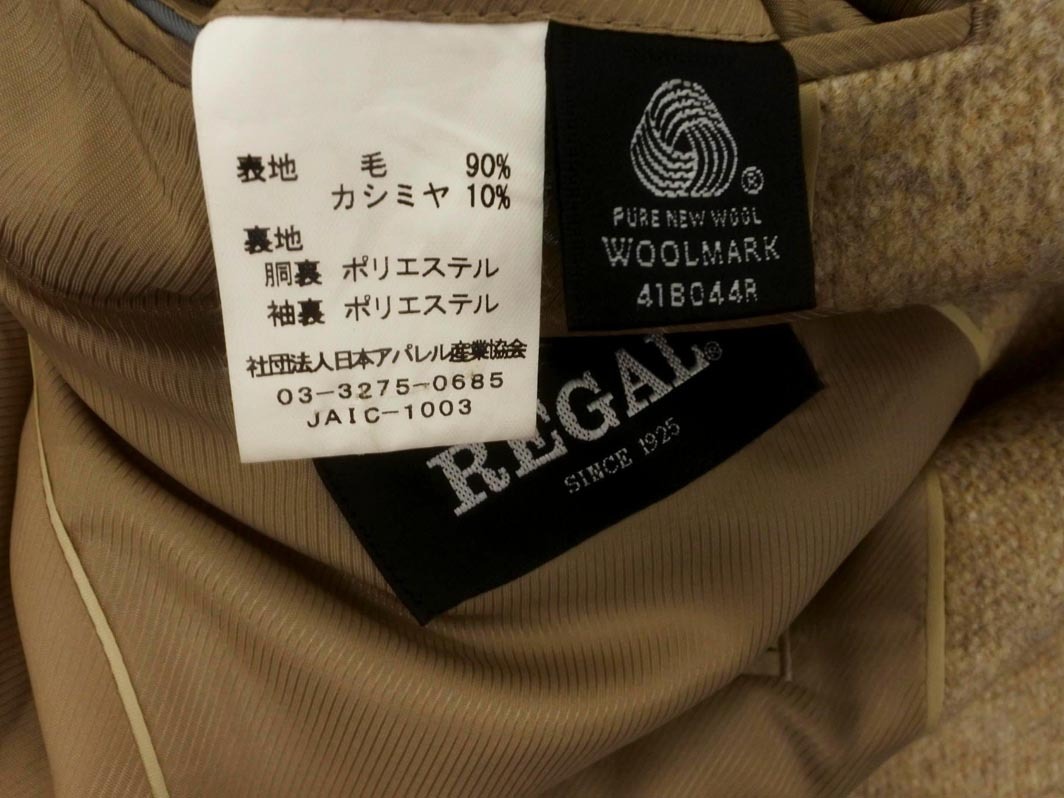 表地 毛 90%
カシミヤ 10%
裏地
胴裏 ポリエステル
袖裏 ポリエステル
社団法人日本アパレル産業協会
03-3275-0685
JAIC-1003
®
PURE NEW WOOL
WOOLMARK
418044R
REGAL®
SINCE 1925